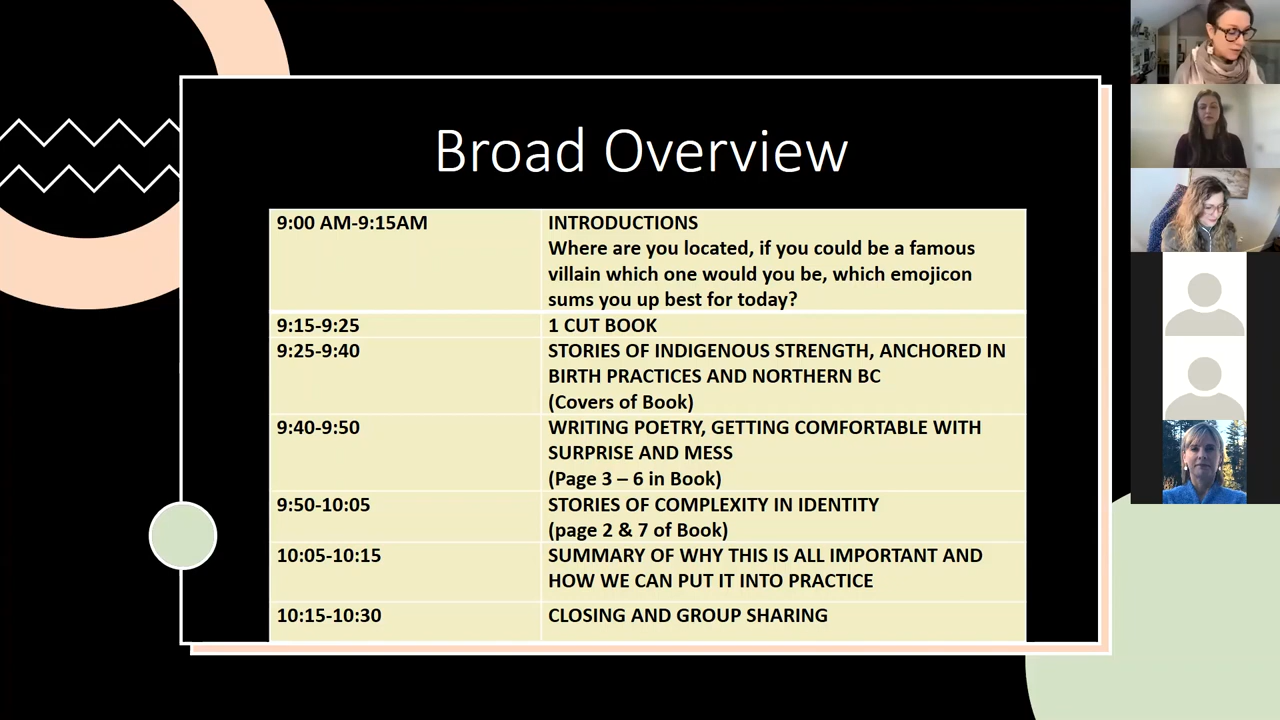 Broad Overview
9:00 AM-9:15AM
INTRODUCTIONS
Where are you located, if you could be a famous
villain which one would you be, which emojicon
sums you up best for today?
9:15-9:25
1 CUT BOOK
9:25-9:40
STORIES OF INDIGENOUS STRENGTH, ANCHORED IN
BIRTH PRACTICES AND NORTHERN BC
(Covers of Book)
9:40-9:50
WRITING POETRY, GETTING COMFORTABLE WITH
SURPRISE AND MESS
(Page 3 – 6 in Book)
9:50-10:05
STORIES OF COMPLEXITY IN IDENTITY
(page 2 & 7 of Book)
10:05-10:15
SUMMARY OF WHY THIS IS ALL IMPORTANT AND
HOW WE CAN PUT IT INTO PRACTICE
10:15-10:30
CLOSING AND GROUP SHARING